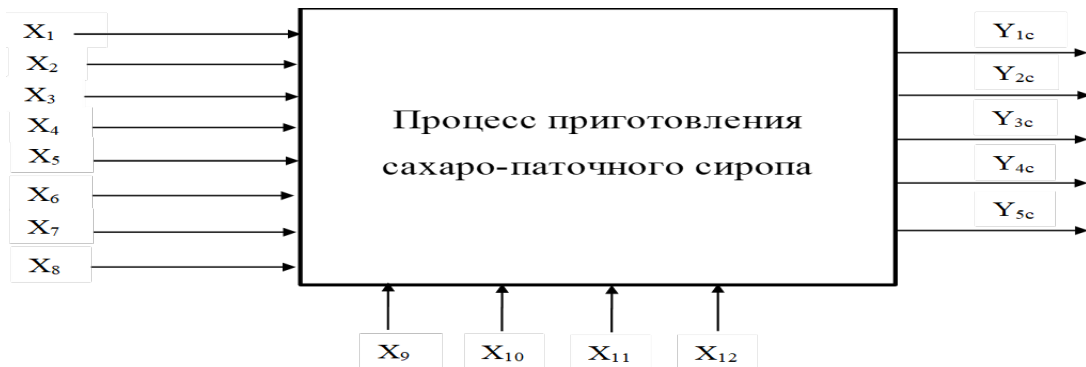 X₁
X₂
X₃
X₄
X₅
X₆
X₇
X₈
Процесс приготовления
сахаро-паточного сиропа
Y₁c
Y₂c
Y₃c
Y₄c
Y₅c
X₉ X₁₀ X₁₁ X₁₂